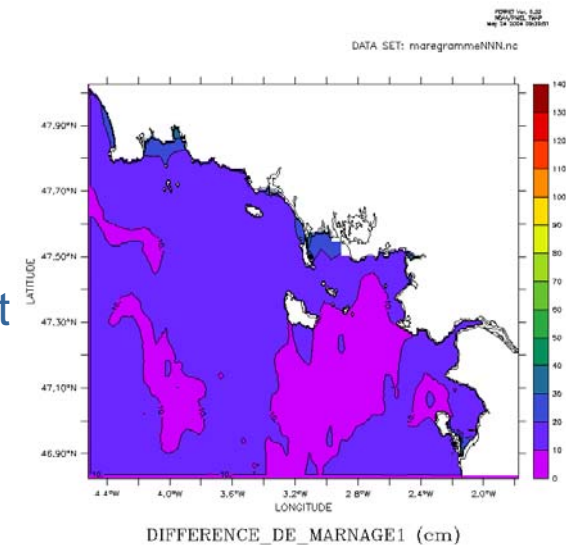 DATA SET: maregrammeNNN.nc
t
LATITUDE
47.90°N
47.70°N
47.50°N
47.30°N
47.10°N
46.90°N
140
130
120
110
100
90
80
70
60
50
40
30
20
10
0
4.4°W 4.0°W 3.6°W 3.2°W 2.8°W 2.4°W 2.0°W
LONGITUDE
DIFFERENCE_DE_MARNAGE1 (cm)